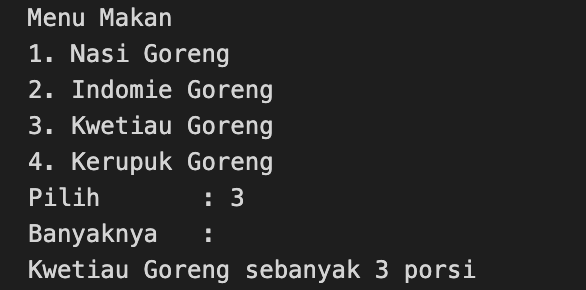 Menu Makan
1. Nasi Goreng
2. Indomie Goreng
3. Kwetiau Goreng
4. Kerupuk Goreng
Pilih       : 3
Banyaknya   :
Kwetiau Goreng sebanyak 3 porsi